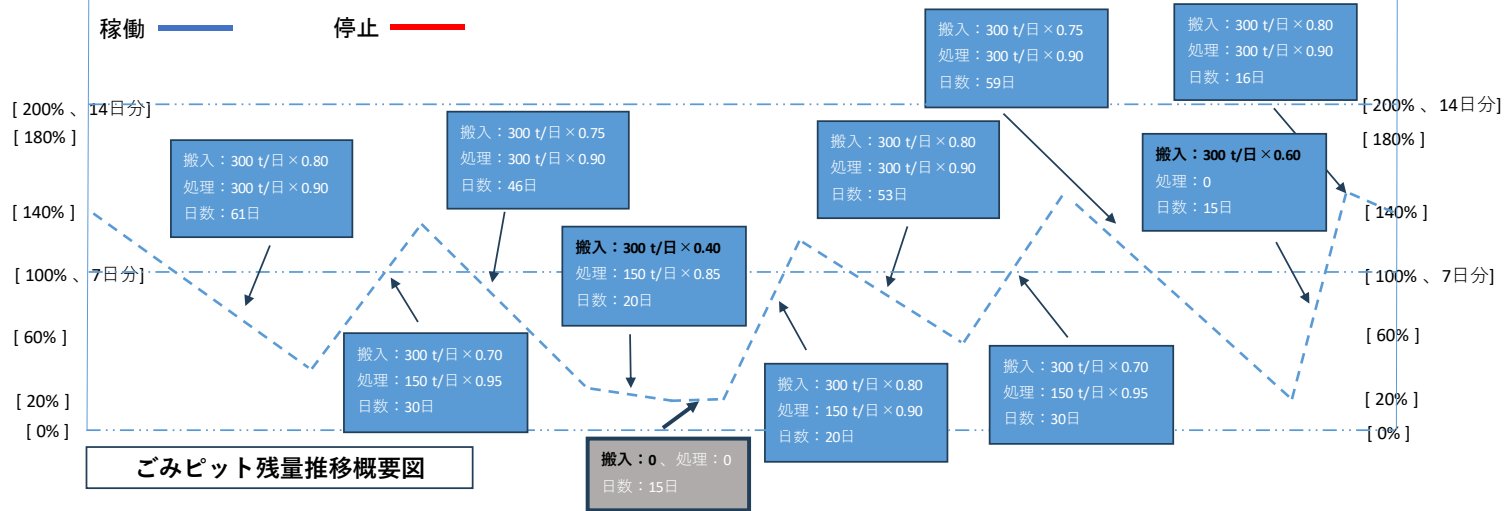 稼働
停止
[ 200% 、14日分]
[ 180% ]
[ 140% ]
[ 100% 、7日分]
[ 60% ]
[ 20% ]
[ 0% ]
搬入：300 t/日×0.80
処理：300 t/日×0.90
日数：61日
搬入：300 t/日×0.70
処理：150 t/日×0.95
日数：30日
搬入：300 t/日×0.75
処理：300 t/日×0.90
日数：46日
搬入：300 t/日×0.40
処理：150 t/日×0.85
日数：20日
搬入：0 、処理：0
日数：15日
搬入：300 t/日×0.80
処理：150 t/日×0.90
日数：20日
搬入：300 t/日×0.80
処理：300 t/日×0.90
日数：53日
搬入：300 t/日×0.70
処理：150 t/日×0.95
日数：30日
搬入：300 t/日×0.75
処理：300 t/日×0.90
日数：59日
搬入：300 t/日×0.60
処理：0
日数：15日
搬入：300 t/日×0.80
処理：300 t/日×0.90
日数：16日
[ 200% 、14日分]
[ 180% ]
[ 140% ]
[ 100% 、7日分]
[ 60% ]
[ 20% ]
[ 0% ]
ごみピット残量推移概要図